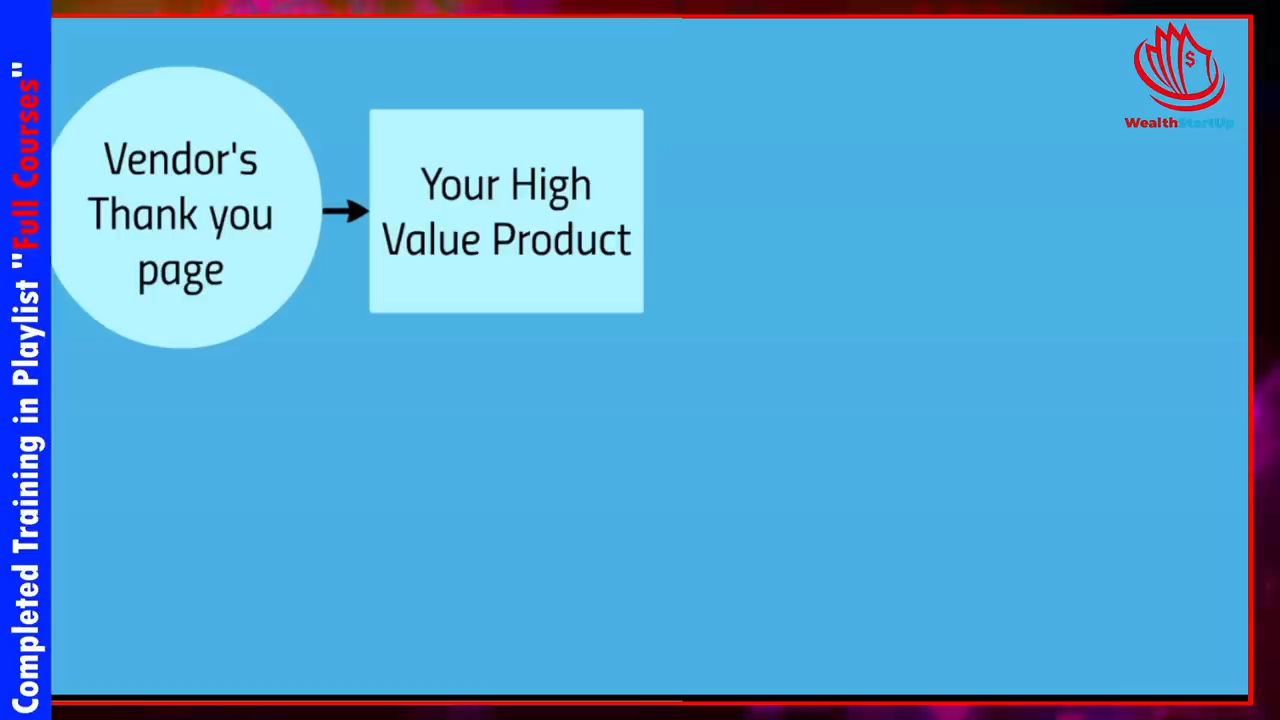 Completed Training in Playlist "Full Courses"
Vendor's
Thank you
page
Your High
Value Product
$
WealthStartUp